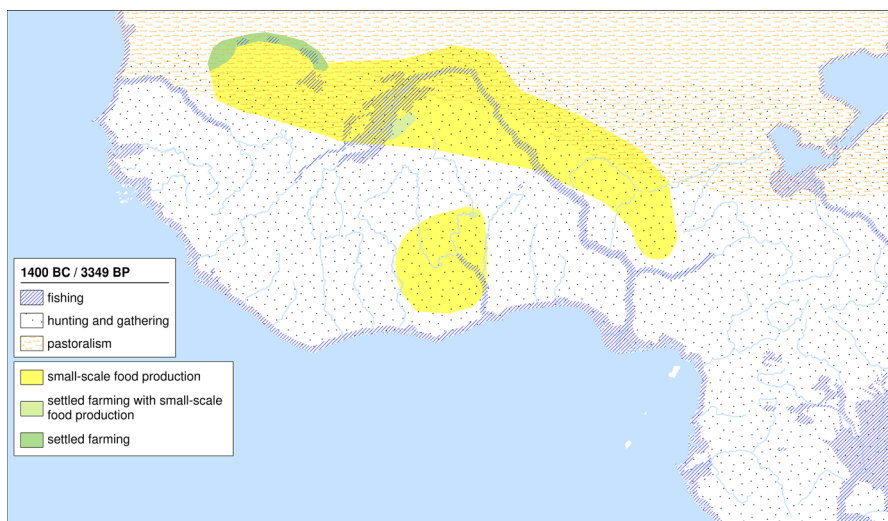 1400 BC / 3349 BP
fishing
hunting and gathering
pastoralism
small-scale food production
settled farming with small-scale
food production
settled farming